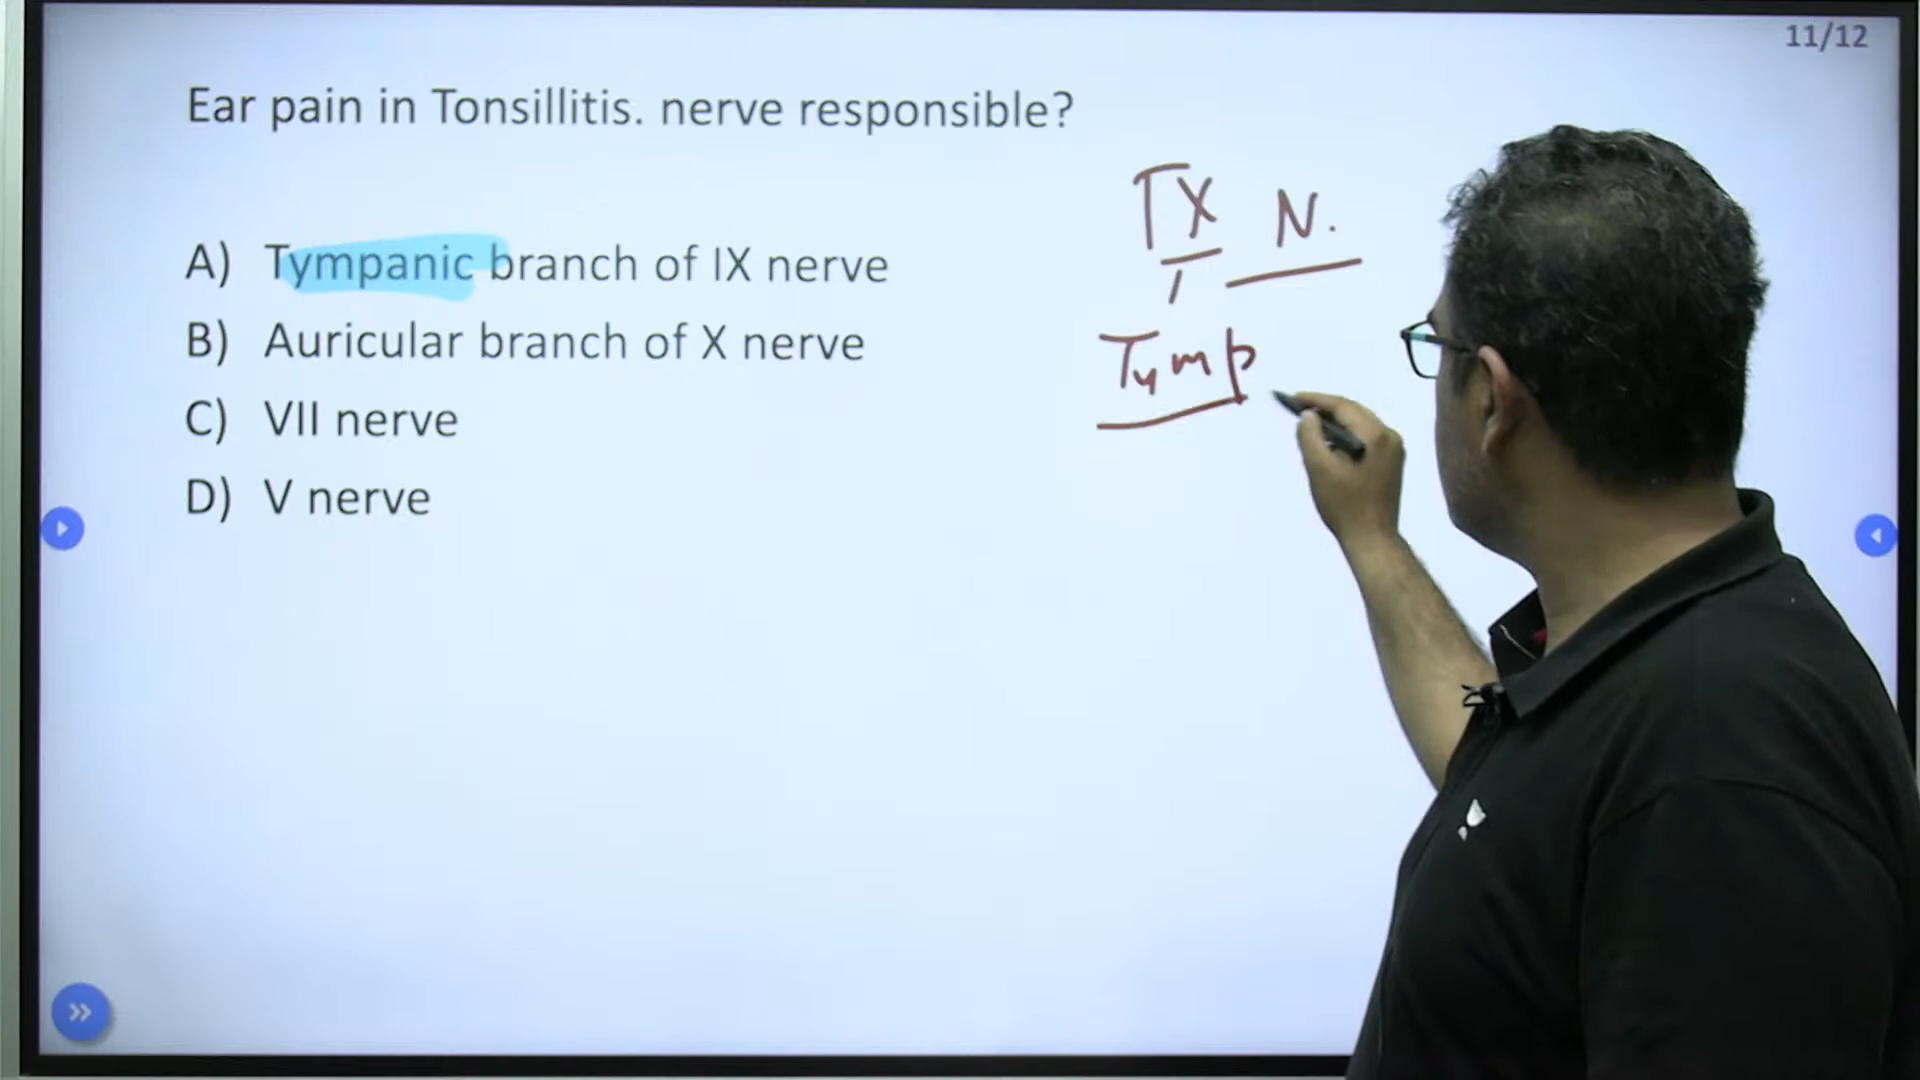 11/12
Ear pain in Tonsillitis. nerve responsible?
A) Tympanic branch of IX nerve
B) Auricular branch of X nerve
C) VII nerve
D) V nerve
IX N.
Tymp